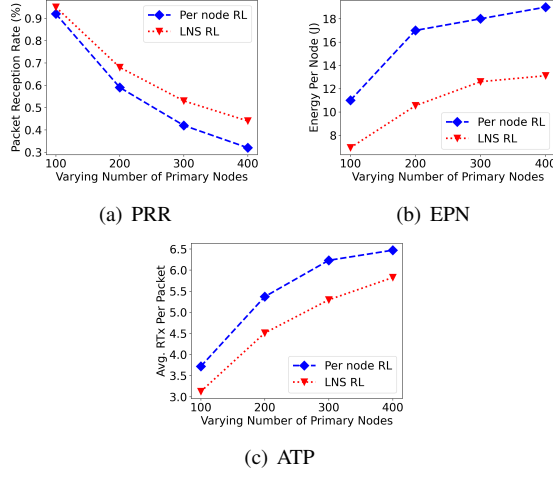 Packet Reception Rate (%)
0.9
0.8
0.7
0.6
0.5
0.4
0.3
100 200 300 400
Varying Number of Primary Nodes
Per node RL
LNS RL
(a) PRR
Energy Per Node (J)
18
16
14
12
10
8
100 200 300 400
Varying Number of Primary Nodes
Per node RL
LNS RL
(b) EPN
Avg. RTx Per Packet
6.5
6.0
5.5
5.0
4.5
4.0
3.5
3.0
100 200 300 400
Varying Number of Primary Nodes
Per node RL
LNS RL
(c) ATP